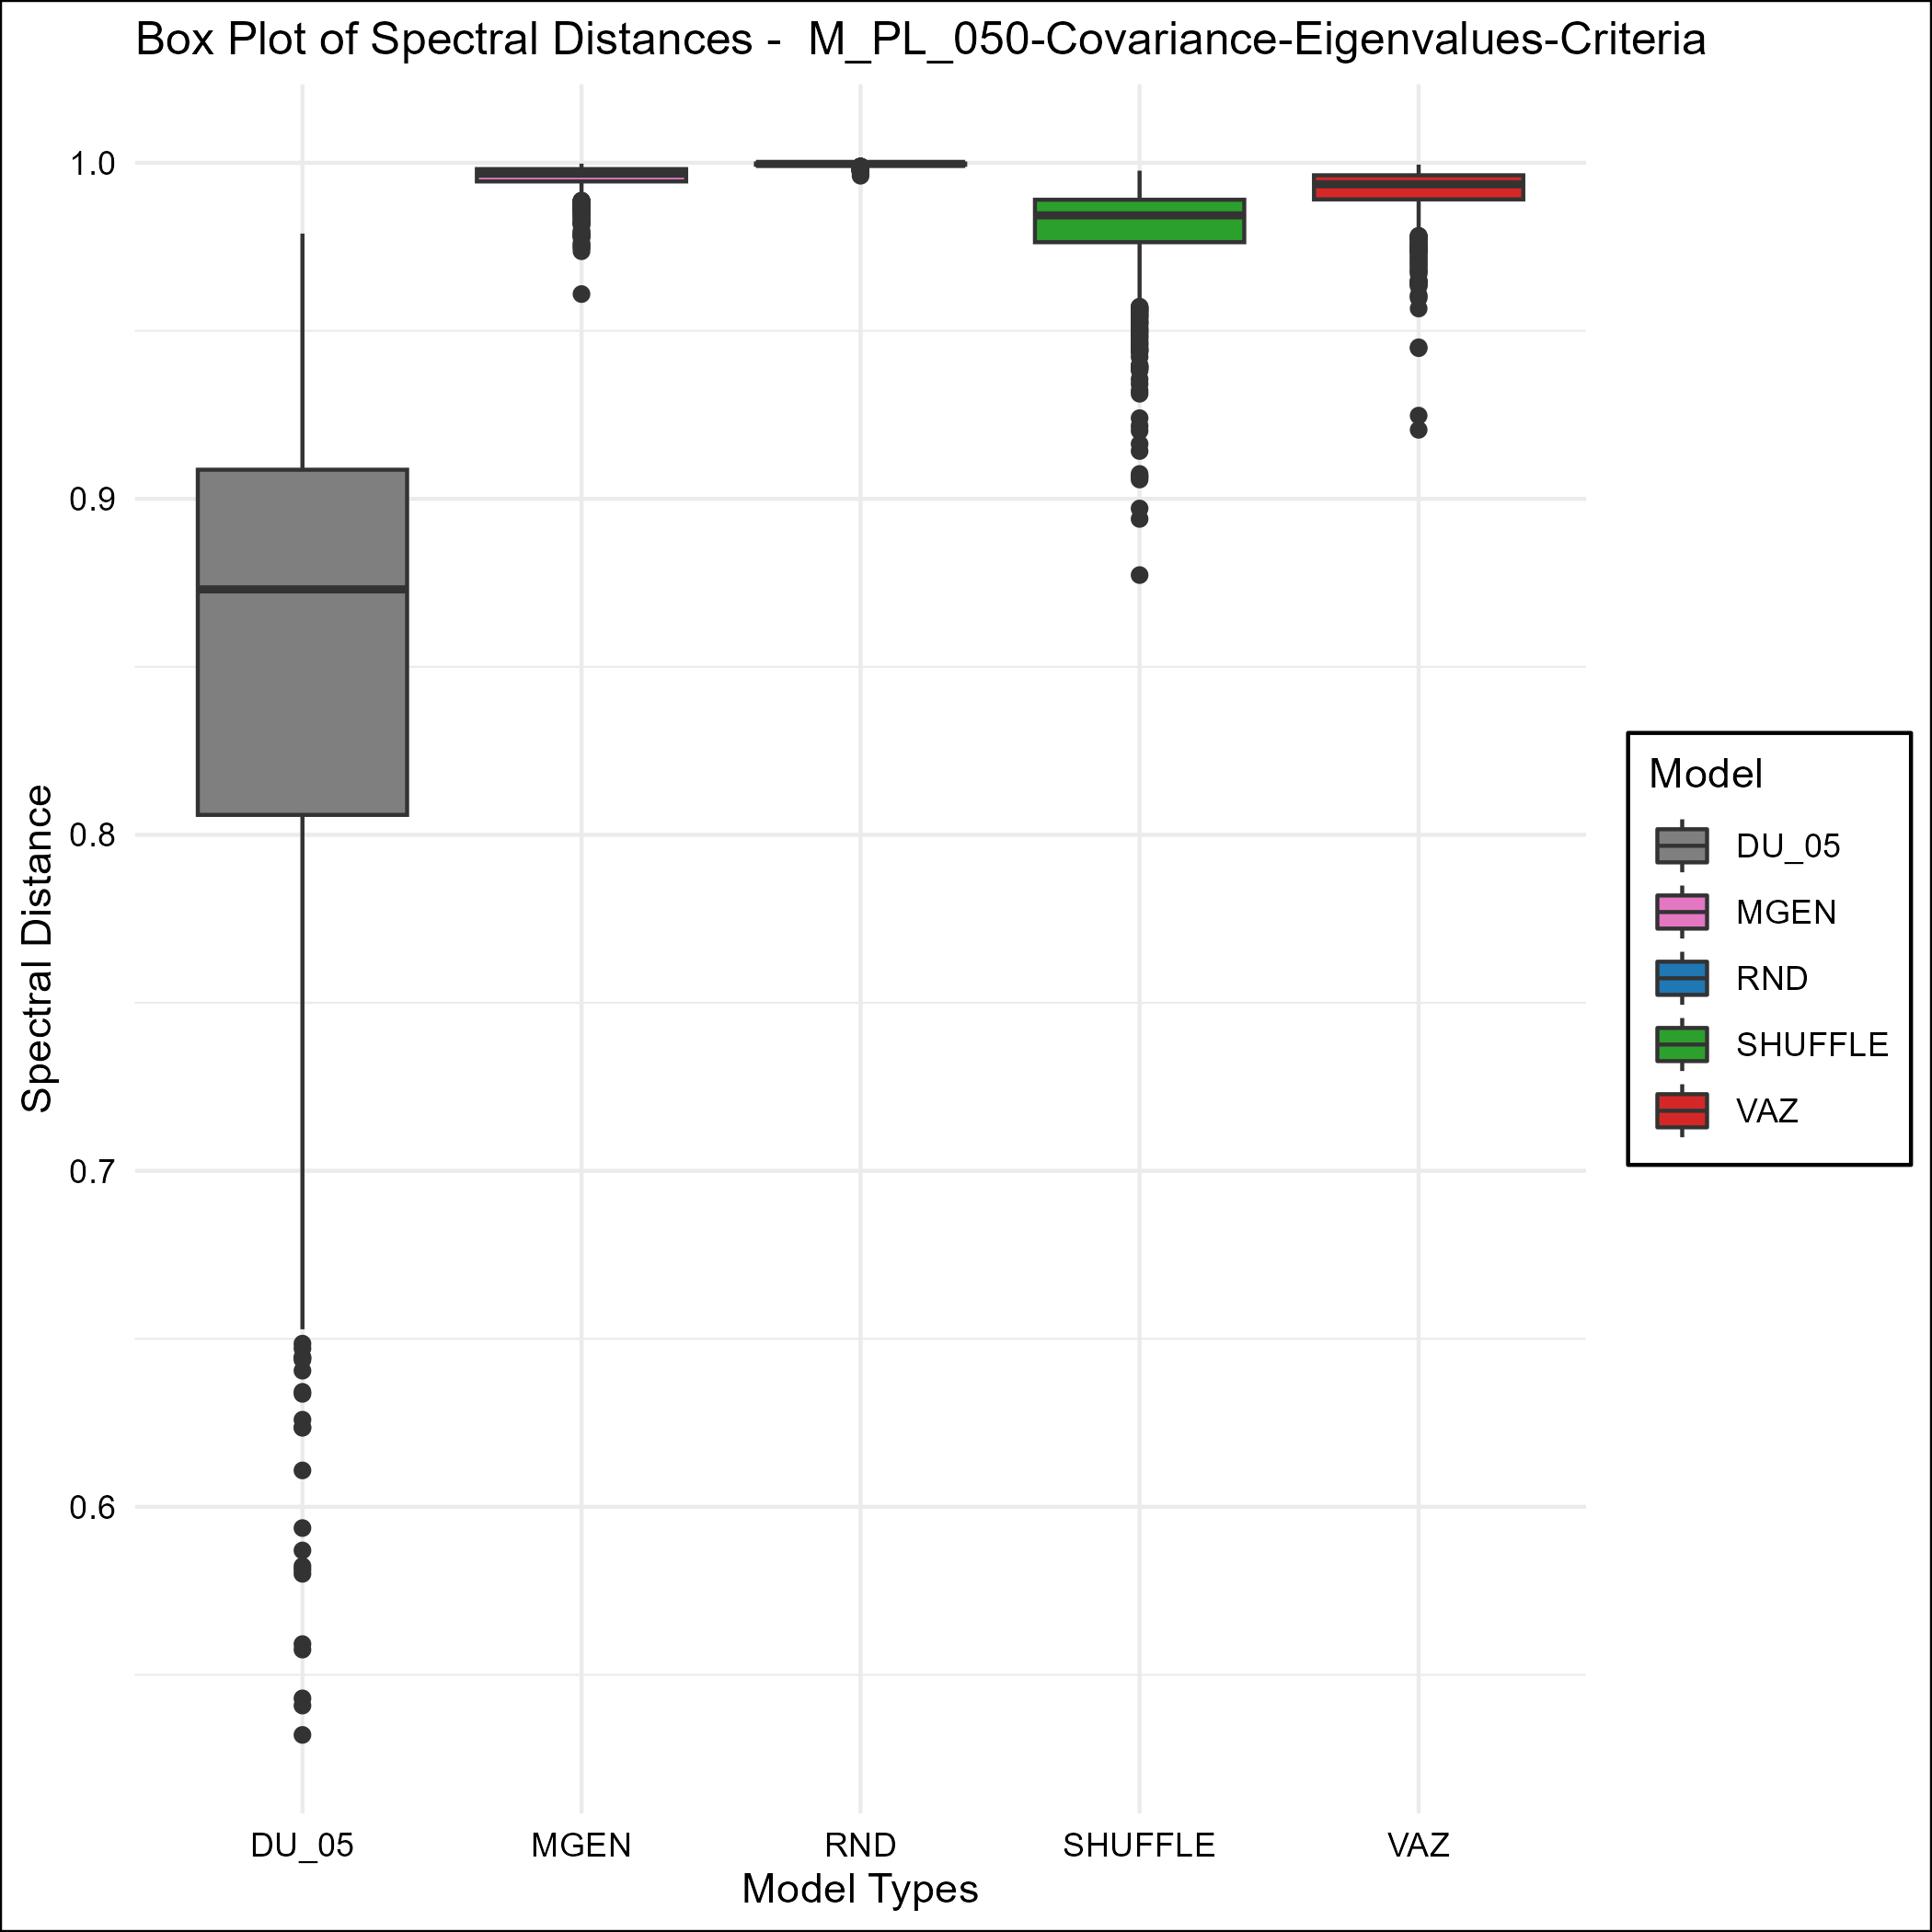 Box Plot of Spectral Distances -  M_PL_050-Covariance-Eigenvalues-Criteria
1.0
0.9
0.8
0.7
0.6
Spectral Distance
DU_05
MGEN
RND
SHUFFLE
VAZ
Model Types
Model
DU_05
MGEN
RND
SHUFFLE
VAZ